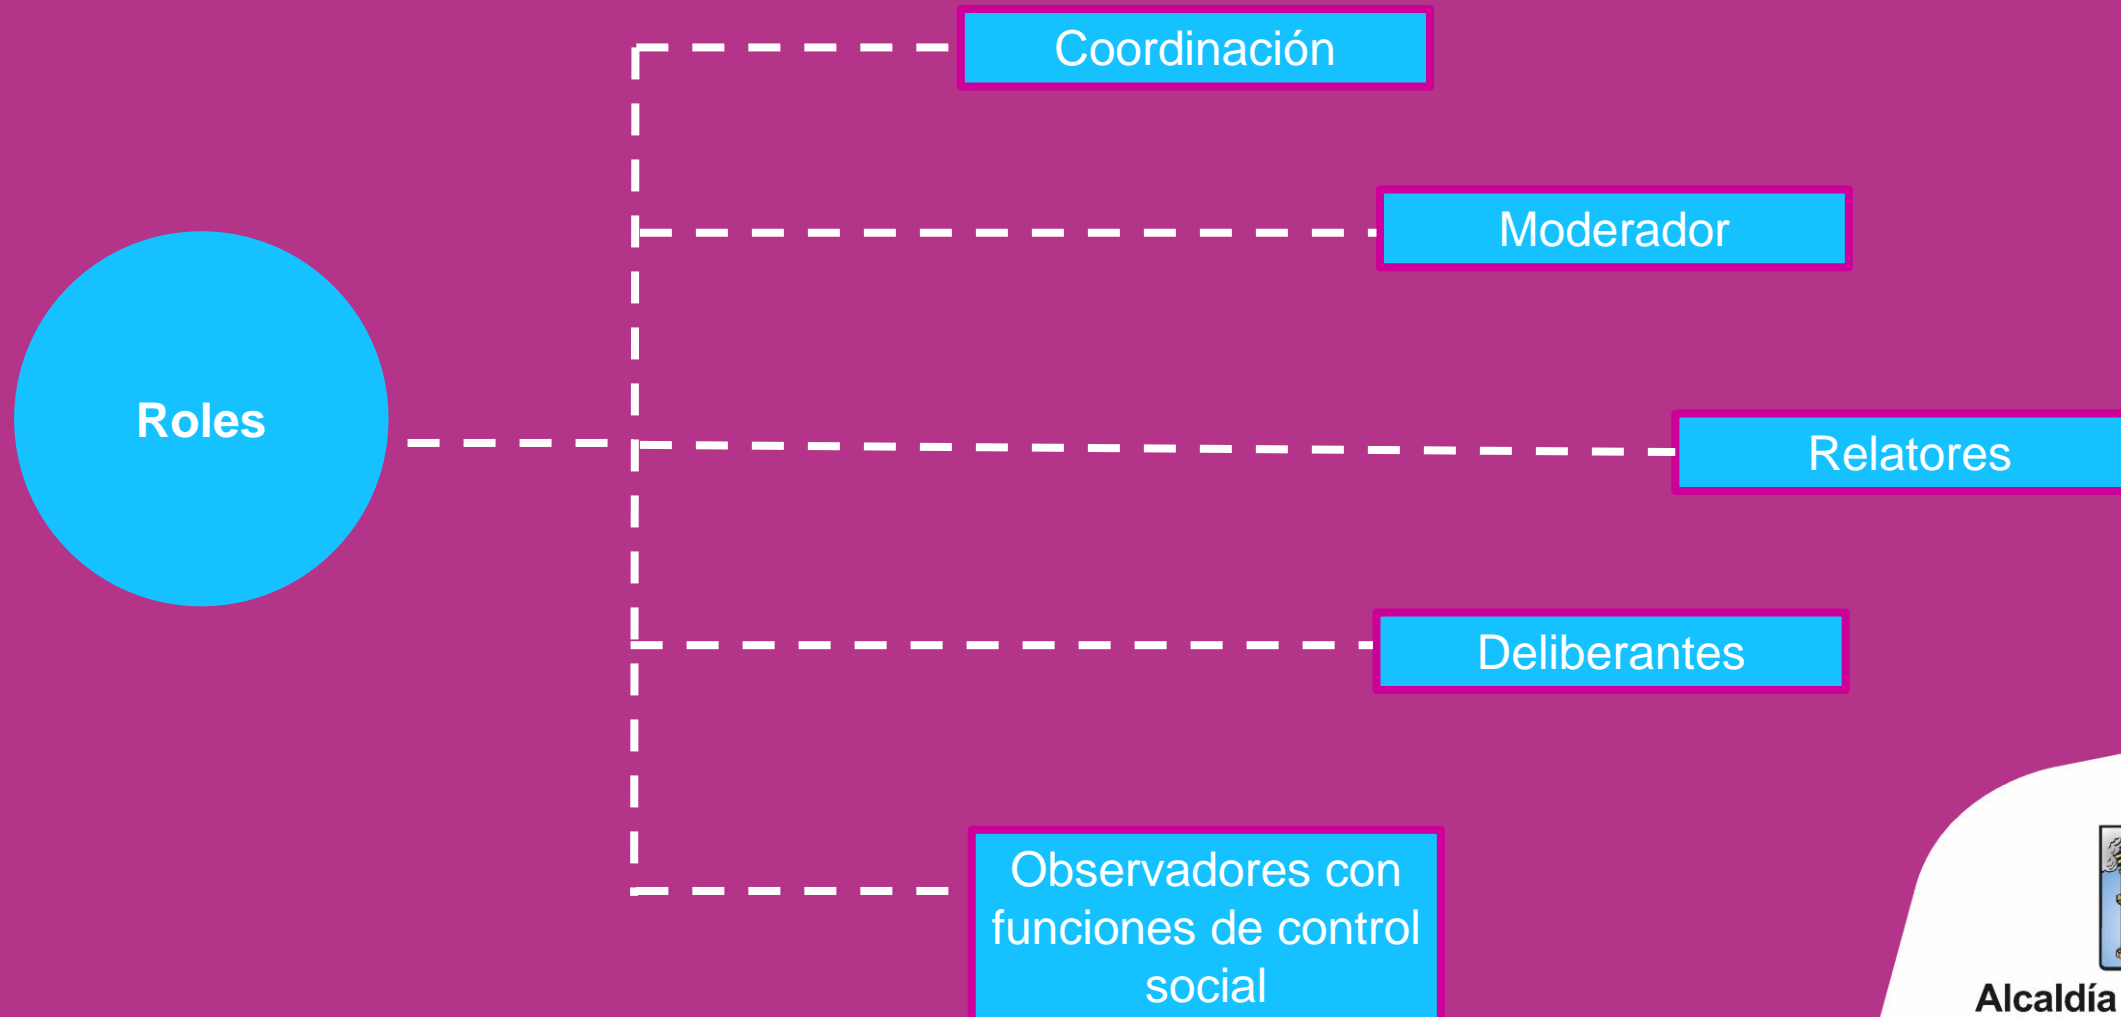 Coordinación
Moderador
Roles
Relatores
Deliberantes
Observadores con
funciones de control
social
Alcaldía